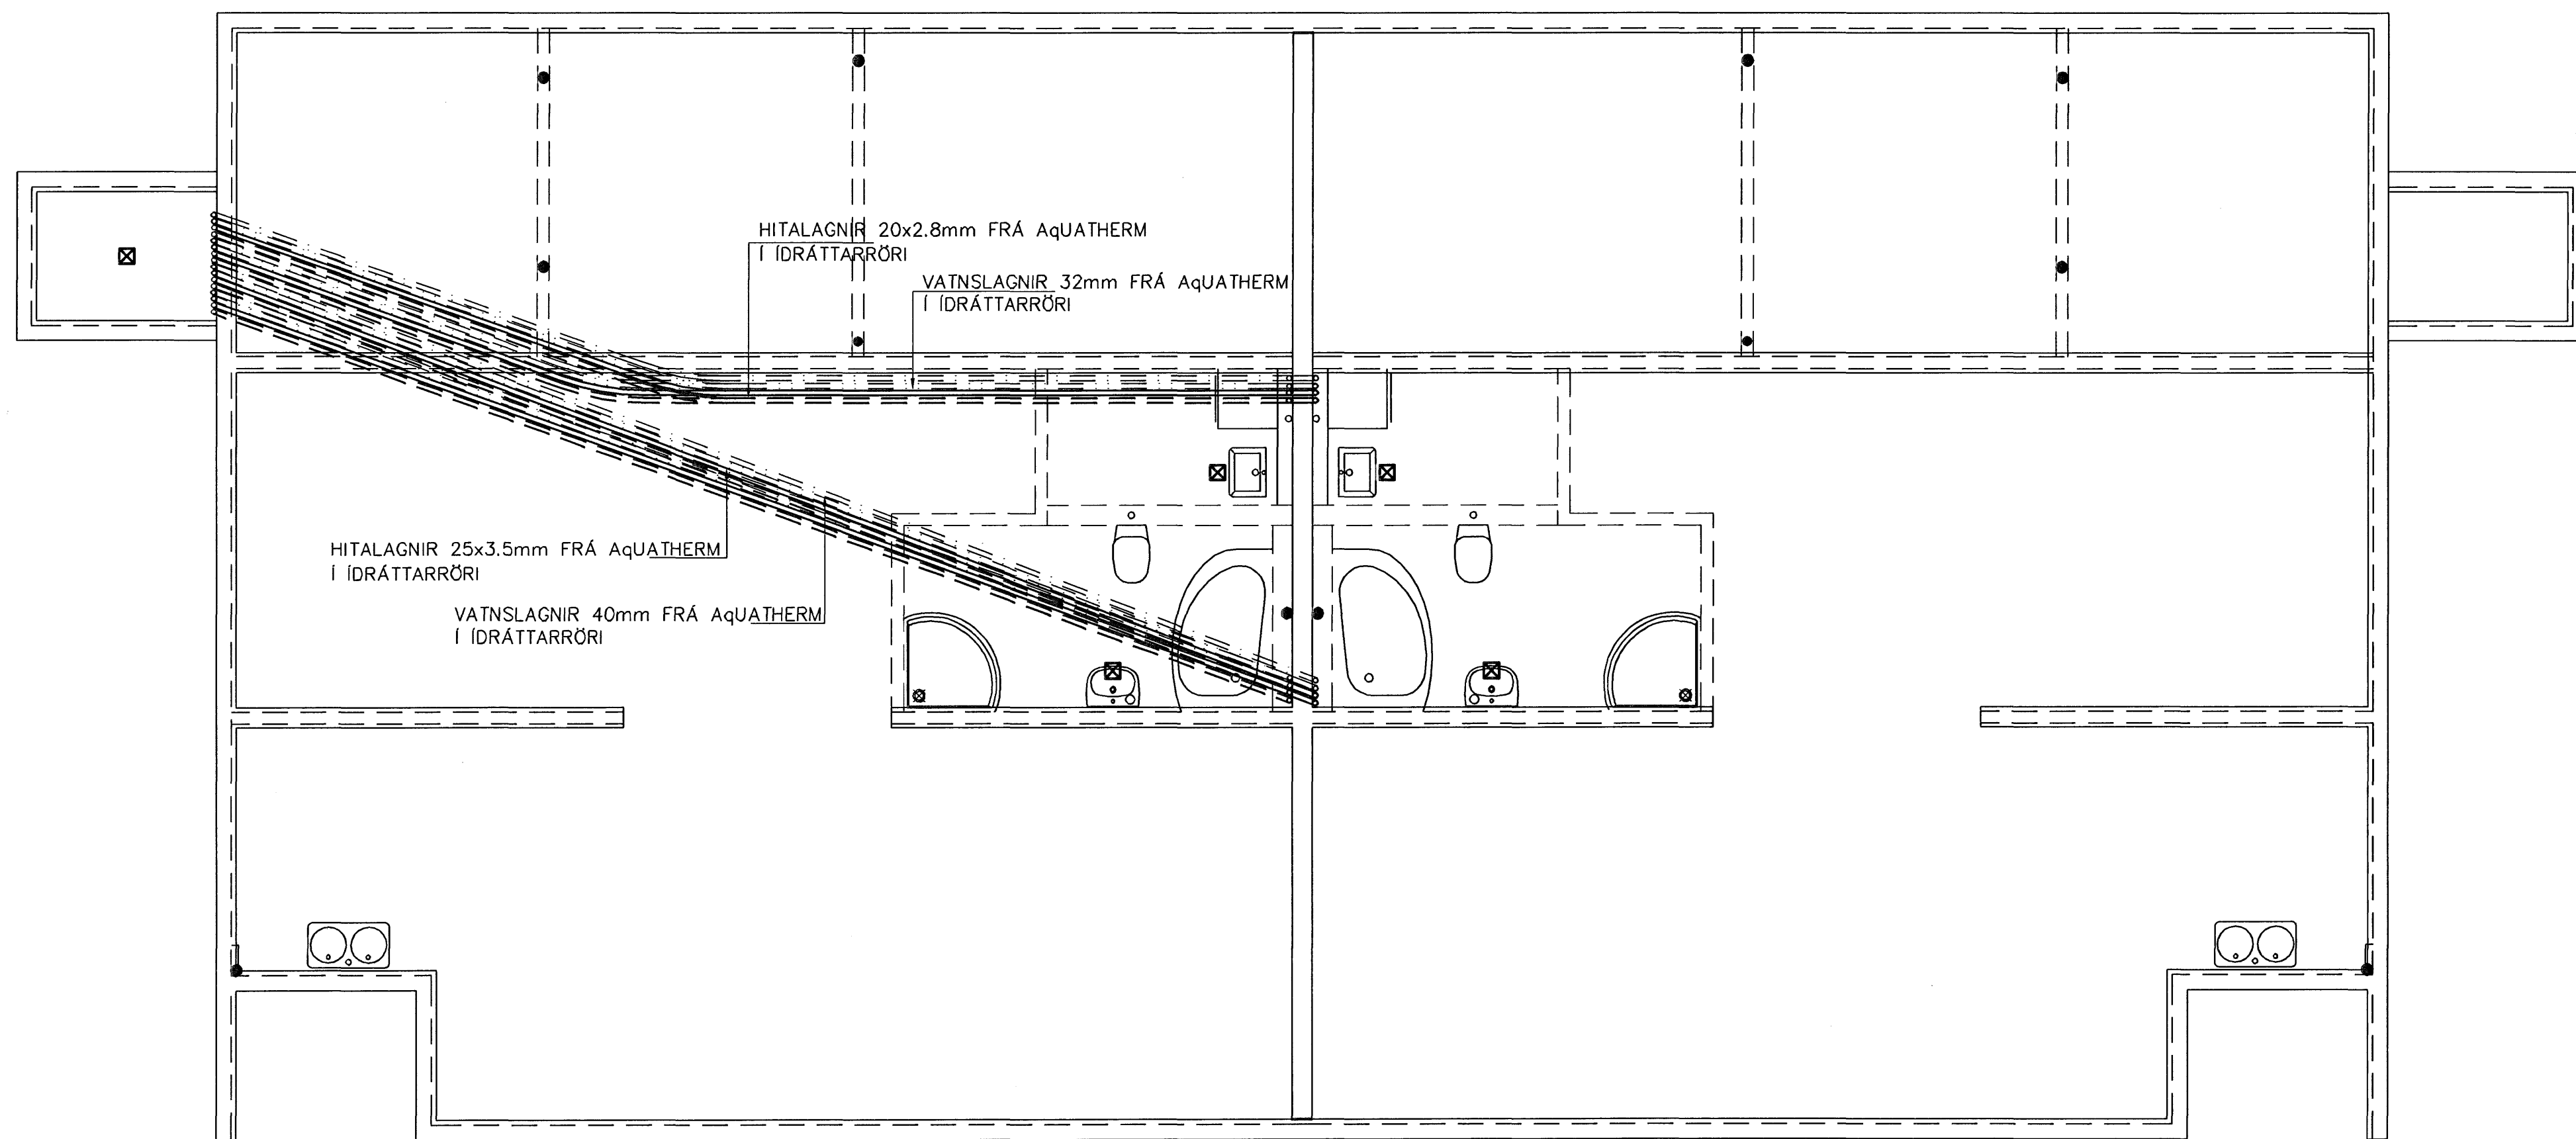 HITALAGNIR 20x2.8mm FRÁ AqUATHERM
Í ÍDRÁTTARRÖRI
VATNSLAGNIR 32mm FRÁ AqUATHERM
Í ÍDRÁTTARRÖRI
HITALAGNIR 25x3.5mm FRÁ AqUATHERM
Í ÍDRÁTTARRÖRI
VATNSLAGNIR 40mm FRÁ AqUATHERM
Í ÍDRÁTTARRÖRI